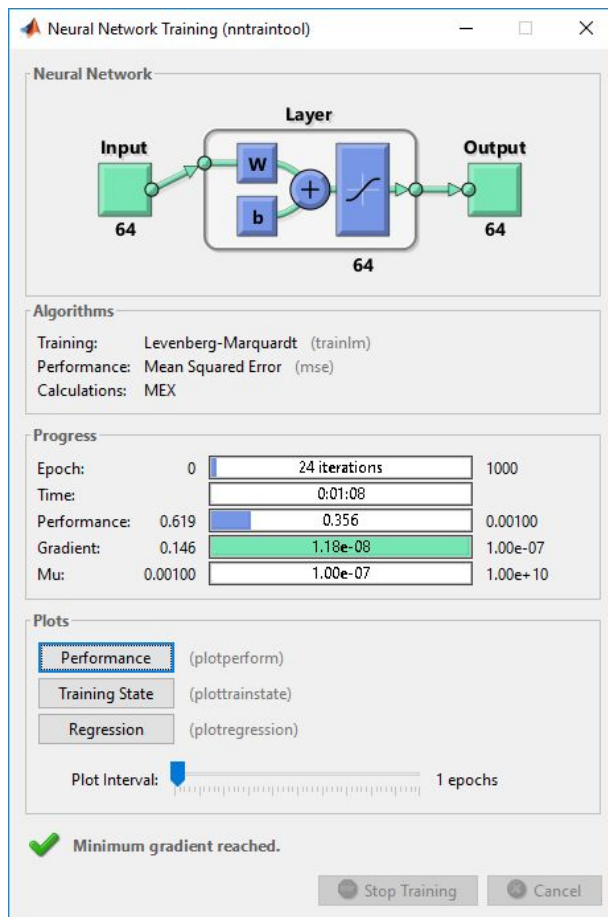 Neural Network Training (nntraintool)
Neural Network
Layer
Input
Output
W
b
+
64
64
64
Algorithms
Training: Levenberg-Marquardt (trainlm)
Performance: Mean Squared Error (mse)
Calculations: MEX
Progress
Epoch: 0 24 iterations 1000
Time: 0:01:08
Performance: 0.619 0.356 0.00100
Gradient: 0.146 1.18e-08 1.00e-07
Mu: 0.00100 1.00e-07 1.00e+10
Plots
Performance (plotperform)
Training State (plottrainstate)
Regression (plotregression)
Plot Interval: 1 epochs
Minimum gradient reached.
Stop Training Cancel